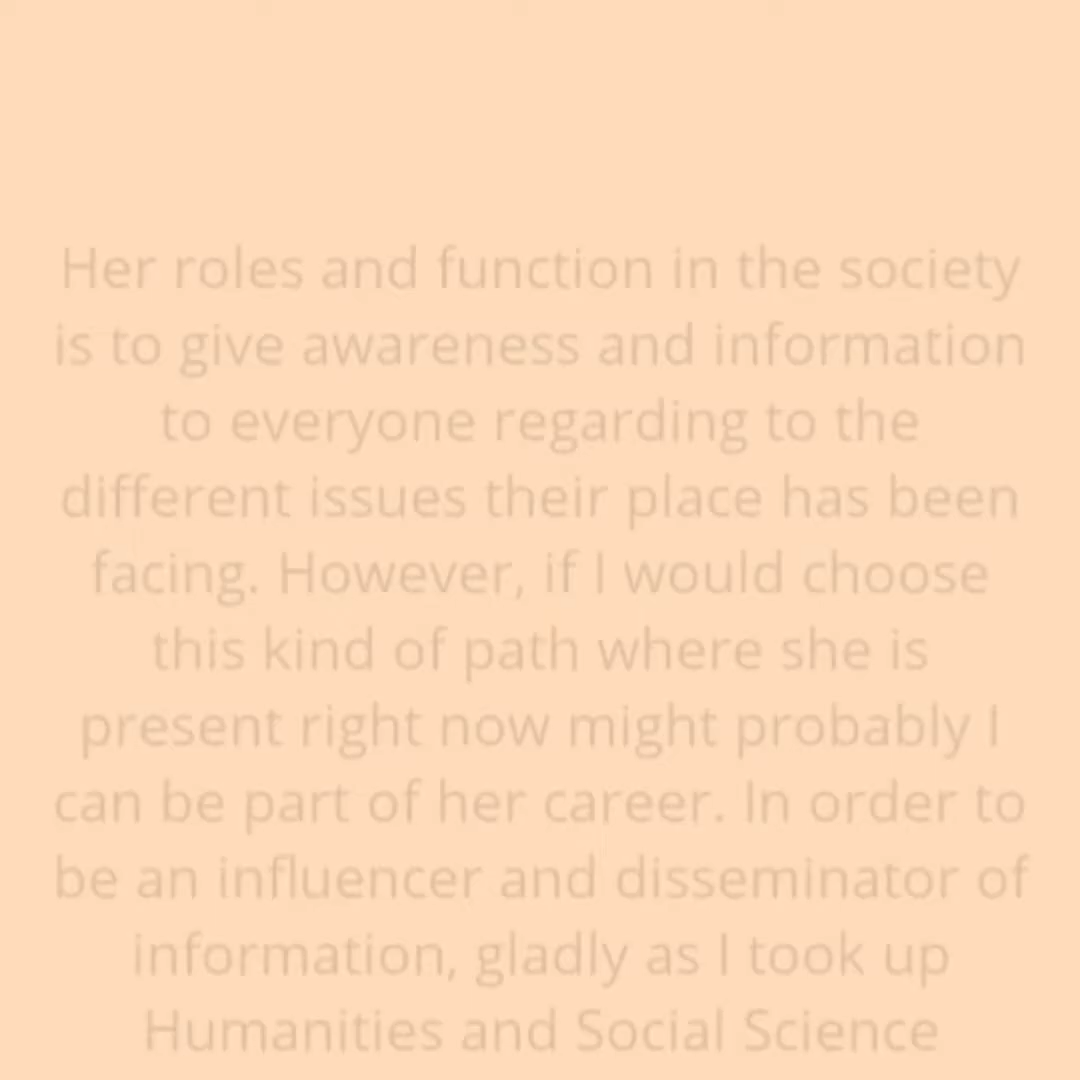 Her roles and function in the society
is to give awareness and information
to everyone regarding to the
different issues their place has been
facing. However, if I would choose
this kind of path where she is
present right now might probably I
can be part of her career. In order to
be an influencer and disseminator of
information, gladly as I took up
Humanities and Social Science